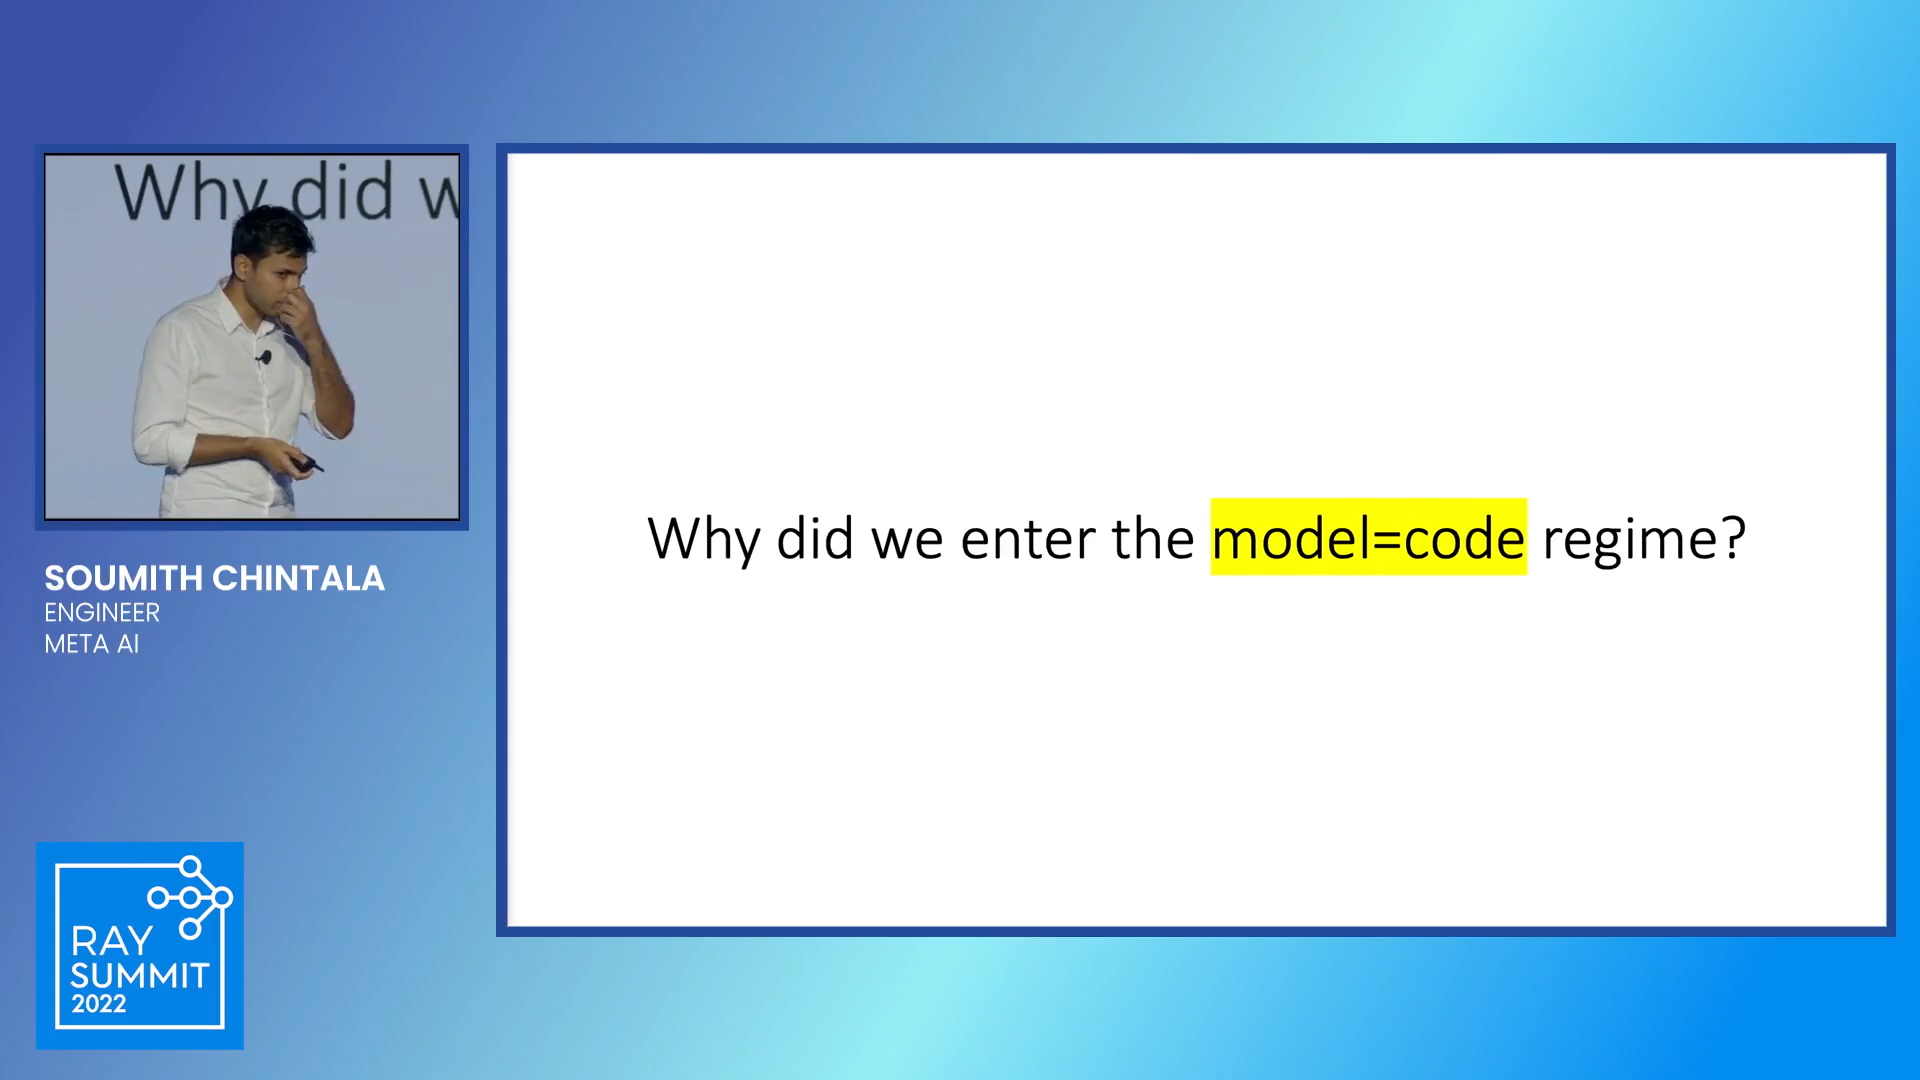 Why did w
SOUMITH CHINTALA
ENGINEER
META AI
Why did we enter the model=code regime?
RAY
SUMMIT
2022